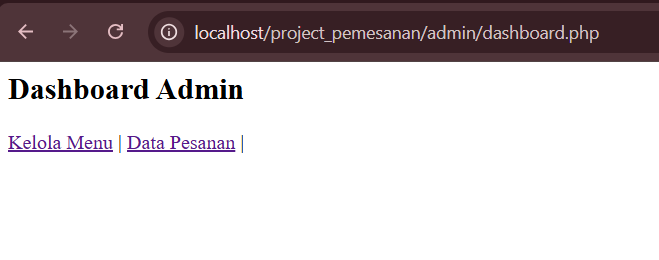 localhost/project_pemesanan/admin/dashboard.php
Dashboard Admin
Kelola Menu | Data Pesanan |